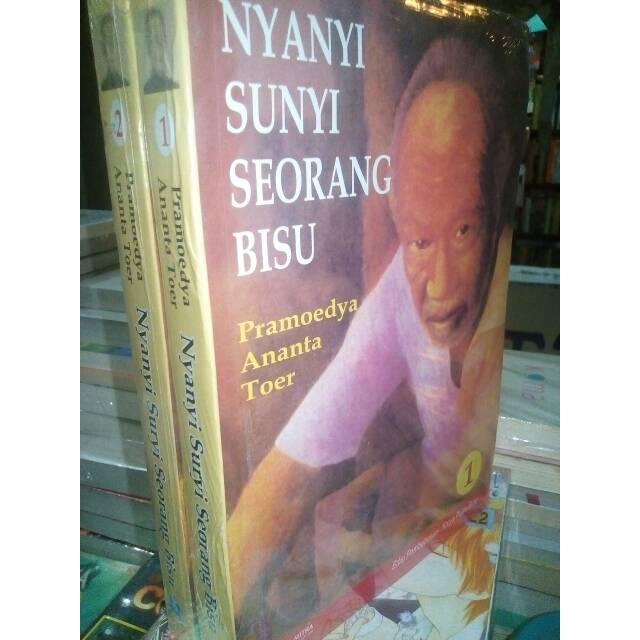 NYANYI
SUNYI
SEORANG
BISU
Pramoedya
Ananta
Toer
1
1
Pramoedya
Ananta Toer
Nyanyi Sunyi Seorang Bisu
2
Pramoedya
Ananta Toer
Nyanyi Sunyi Seorang Bisu